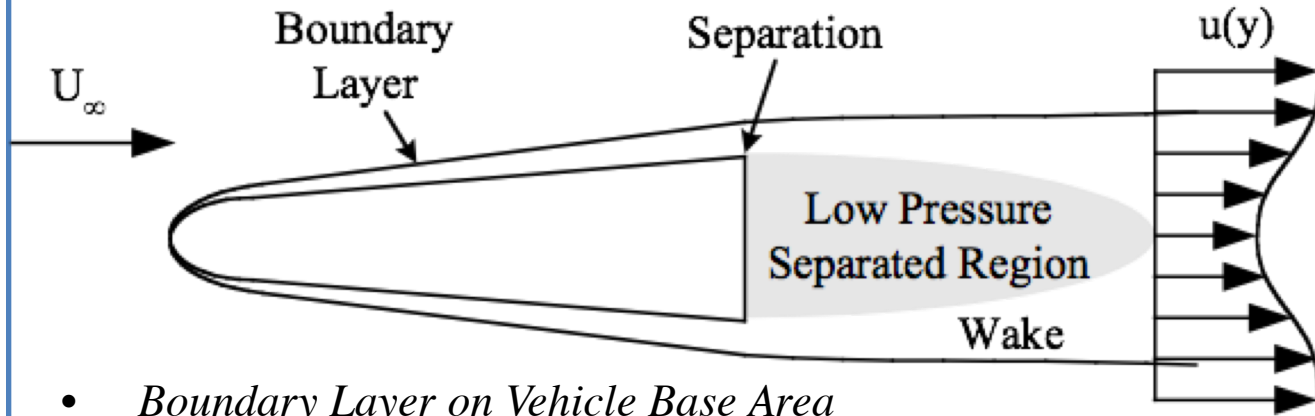 Boundary
Layer
Separation
u(y)
U∞
Low Pressure
Separated Region
Wake
• Boundary Layer on Vehicle Base Area